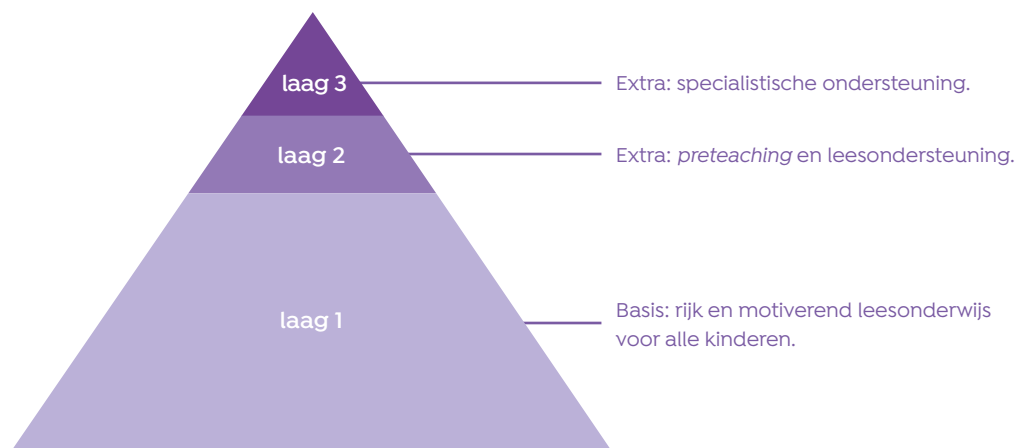 laag 3
Extra: specialistische ondersteuning.
laag 2
Extra: preteaching en leesondersteuning.
laag 1
Basis: rijk en motiverend leesonderwijs
voor alle kinderen.